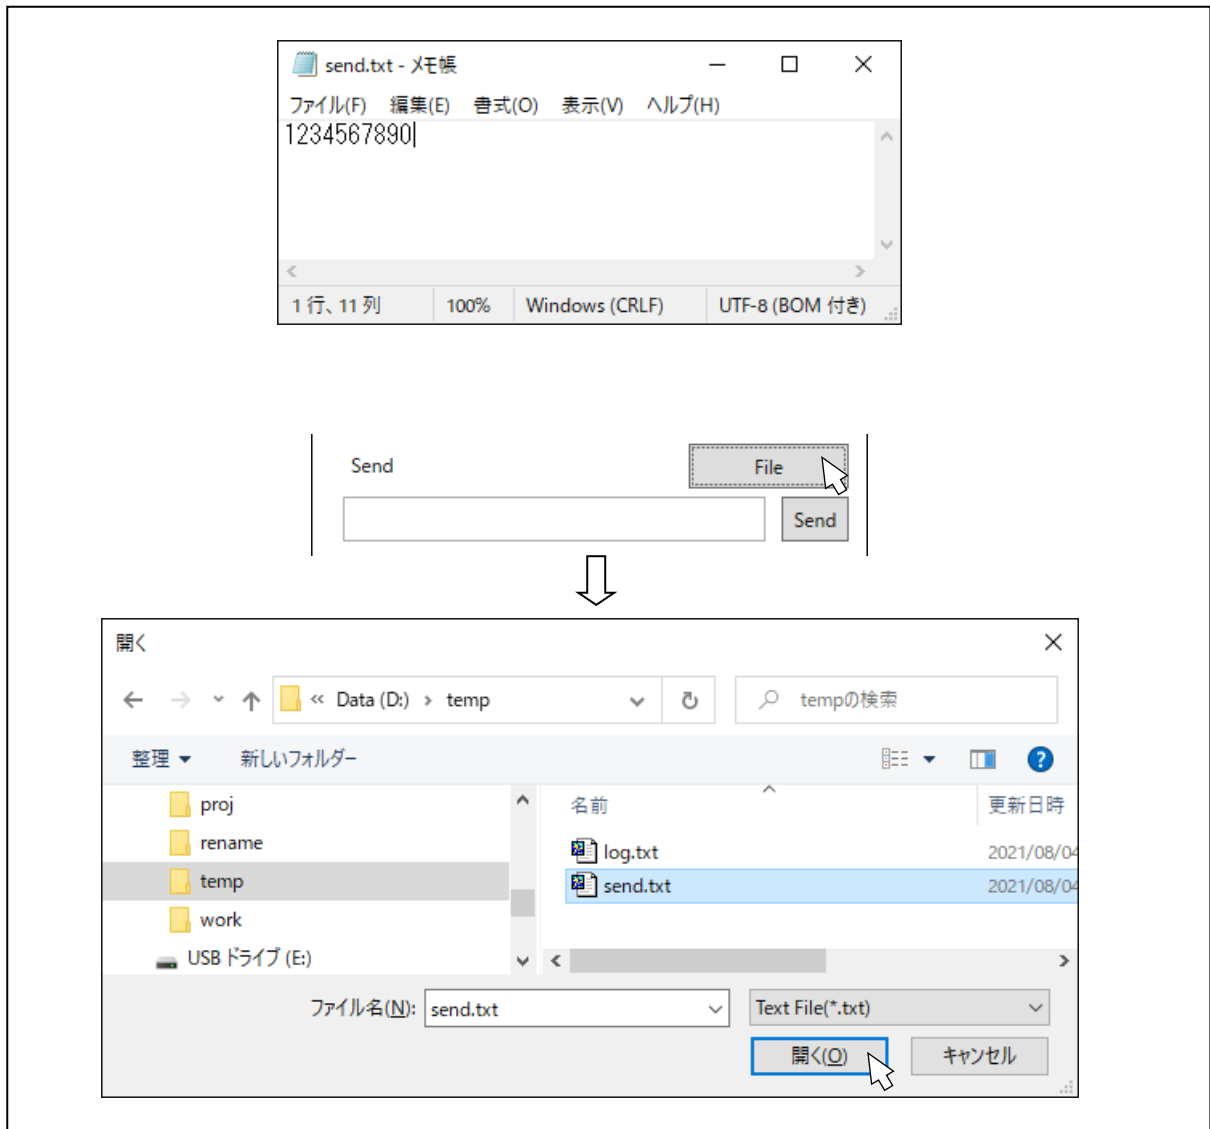 send.txt - メモ帳
ファイル(F) 編集(E) 書式(O) 表示(V) ヘルプ(H)
1234567890
1 行、11 列 100% Windows (CRLF) UTF-8 (BOM 付き)
Send File
Send
開く
« Data (D:) › temp tempの検索
整理 新しいフォルダー
proj 名前 更新日時
rename log.txt 2021/08/04
temp send.txt 2021/08/04
work
USB ドライブ (E:)
ファイル名(N): send.txt Text File(*.txt)
開く(O) キャンセル